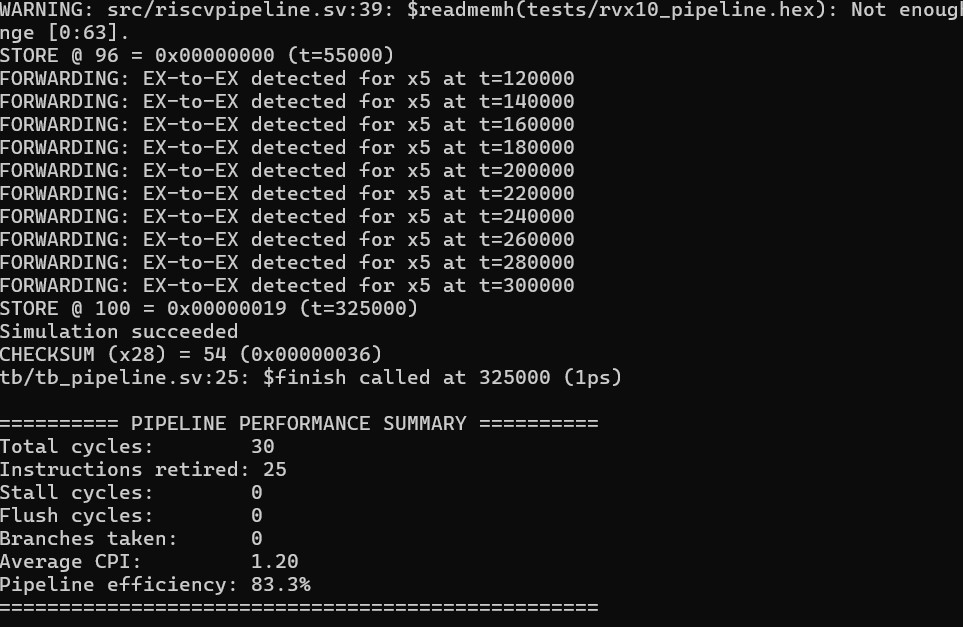 WARNING: src/riscvpipeline.sv:39: $readmemh(tests/rvx10_pipeline.hex): Not enough
nge [0:63].
STORE @ 96 = 0x00000000 (t=55000)
FORWARDING: EX-to-EX detected for x5 at t=120000
FORWARDING: EX-to-EX detected for x5 at t=140000
FORWARDING: EX-to-EX detected for x5 at t=160000
FORWARDING: EX-to-EX detected for x5 at t=180000
FORWARDING: EX-to-EX detected for x5 at t=200000
FORWARDING: EX-to-EX detected for x5 at t=220000
FORWARDING: EX-to-EX detected for x5 at t=240000
FORWARDING: EX-to-EX detected for x5 at t=260000
FORWARDING: EX-to-EX detected for x5 at t=280000
FORWARDING: EX-to-EX detected for x5 at t=300000
STORE @ 100 = 0x00000019 (t=325000)
Simulation succeeded
CHECKSUM (x28) = 54 (0x00000036)
tb/tb_pipeline.sv:25: $finish called at 325000 (1ps)
========== PIPELINE PERFORMANCE SUMMARY ==========
Total cycles:        30
Instructions retired: 25
Stall cycles:        0
Flush cycles:        0
Branches taken:      0
Average CPI:         1.20
Pipeline efficiency: 83.3%
==================================================